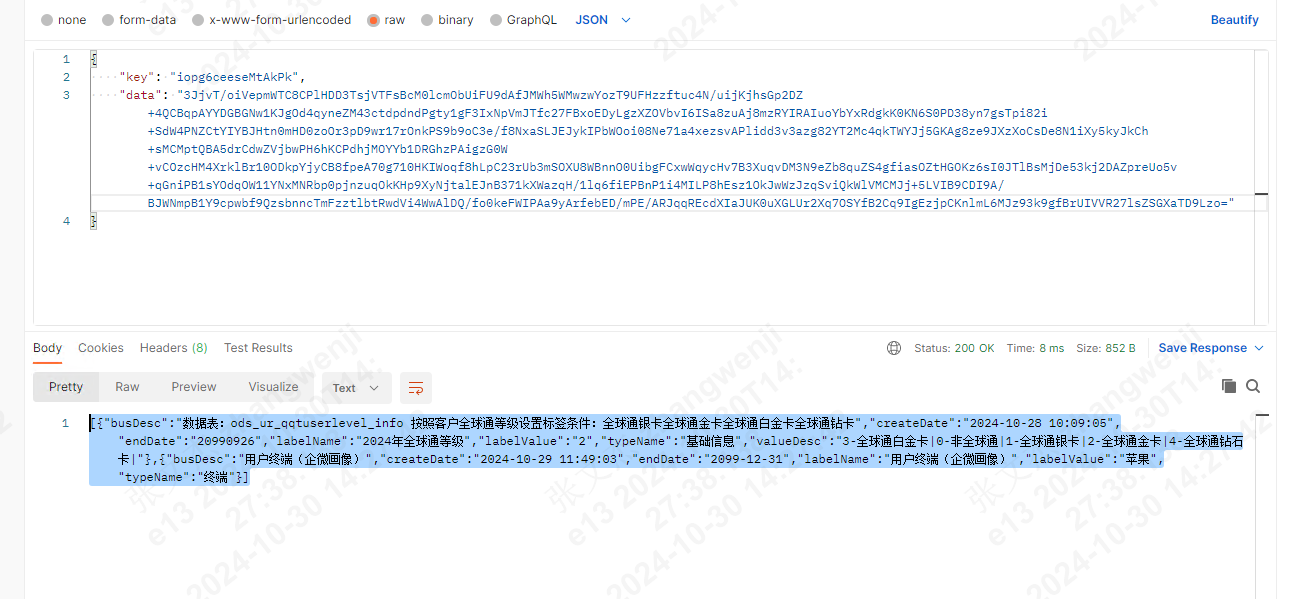 none form-data x-www-form-urlencoded raw binary GraphQL JSON Beautify
1 {
2 "key": "iopg6ceeseMtAkPk",
3 "data": "3JjvT/oiVepmWTC8CPlHDD3TsjVTFsBcM0lcmObUiFU9dAfJMWh5WMwzwYozT9UFHzzftuc4N/uijKjhsGp2DZ
+4QCBqpAYYDGBGNw1KJgOd4qyneZM43ctdpdndPgty1gF3IxNpVmJTfc27FBxoEDyLgzXZOVbvI6ISa8zuAj8mzRYIRAIuoYbYxRdgkK0KN6S0PD38yn7gsTpi82i
+SdW4PNZCtYIYBJHtn0mHD0zoOr3pD9wr17rOnkPS9b9oC3e/f8NxaSLJEJykIPbWOoi08Ne71a4xezsvAPlidd3v3azg82YT2Mc4qkTWYJj5GKAg8ze9JXzXoCsDe8N1iXy5kyJkCh
+sMCMptQBA5drCdwZVjbwPH6hKCPdhjMOYYb1DRGhzPAigzG0W
+vCOzcHM4XrklBr10ODkpYjyCB8fpeA70g710HKIWoqf8hLpC23rUb3mSOXU8WBnnO0UibgFCxwWqycHv7B3XuqvDM3N9eZb8quZS4gfiasOZtHGOKz6sI0JTlBsMjDe53kj2DAZpreUo5v
+qGniPB1sYOdqOW11YNxMNRbp0pjnzuqOkKHp9XyNjtalEJnB371kXWazqH/1lq6fiEPBnP1i4MILP8hEsz1OkJwWzJzqSviQkWlVMCMJj+5LVIB9CDI9A/
BJWNmpB1Y9cpwbf9QzsbnncTmFzztlbtRwdVi4WwAlDQ/fo0keFWIPAa9yArfebED/mPE/ARJqqREcdXIaJUK0uXGLUr2Xq7OSYfB2Cq9IgEzjpCKnlmL6MJz93k9gfBrUIVVR27lsZSGXaTD9Lzo="
4 }
Body Cookies Headers (8) Test Results Status: 200 OK Time: 8 ms Size: 852 B Save Response
Pretty Raw Preview Visualize Text
1 [{"busDesc":"数据表：ods_ur_qqtuserlevel_info 按照客户全球通等级设置标签条件：全球通银卡全球通金卡全球通白金卡全球通钻卡","createDate":"2024-10-28 10:09:05",
"endDate":"20990926","labelName":"2024年全球通等级","labelValue":"2","typeName":"基础信息","valueDesc":"3-全球通白金卡|0-非全球通|1-全球通银卡|2-全球通金卡|4-全球通钻石
卡|"},{"busDesc":"用户终端（企微画像）","createDate":"2024-10-29 11:49:03","endDate":"2099-12-31","labelName":"用户终端（企微画像）","labelValue":"苹果",
"typeName":"终端"}]